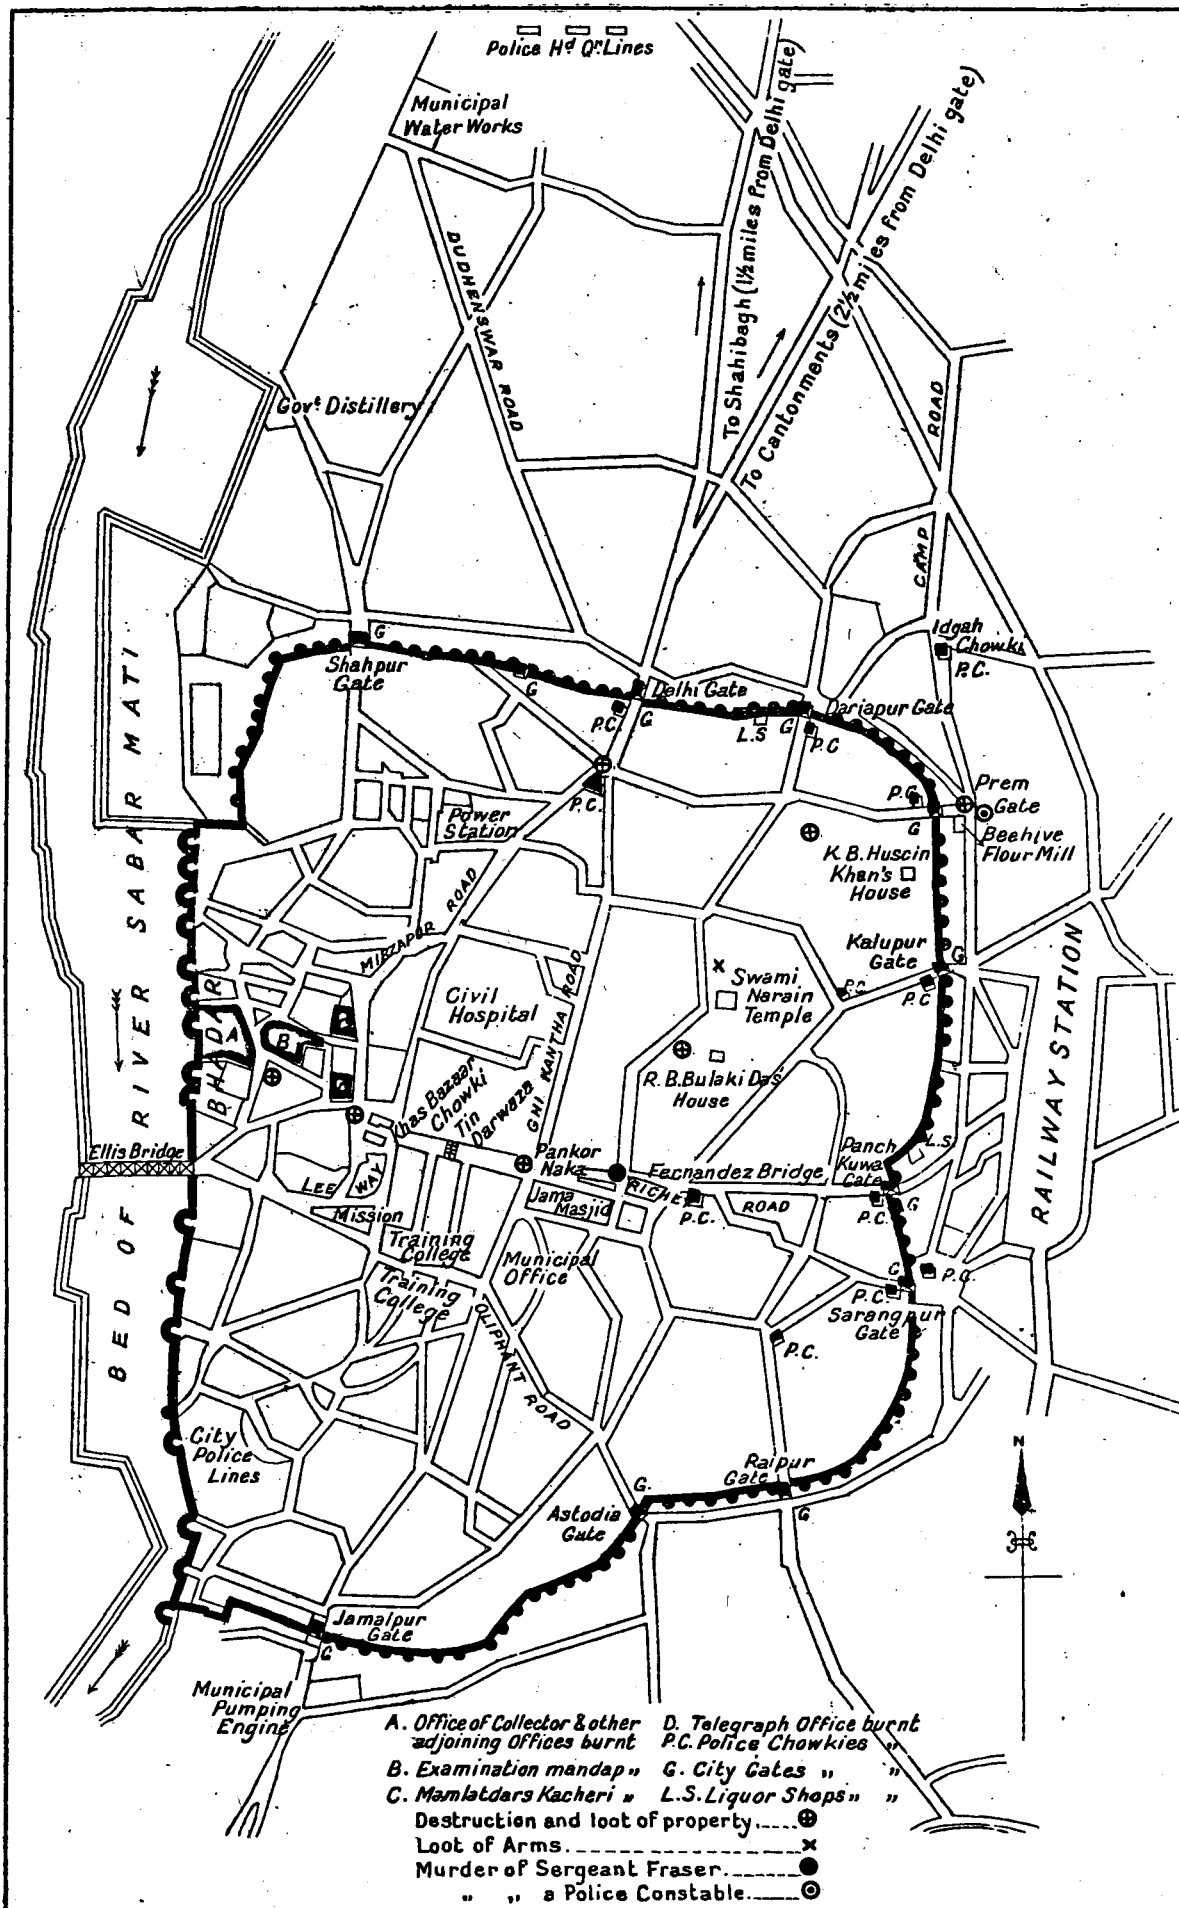 Police Hd Qr. Lines
Municipal
Water Works
DUDHENSWAR ROAD
To Shahibagh (1½ miles From Delhi gate)
To Cantonments (2½ miles from Delhi gate)
Govt. Distillery
CAMP ROAD
Idgah
Chowki
P.C.
G
Shahpur
Gate
G
Delhi Gate
P.C.
G
L.S
G
Dariapur Gate
P.C
P.C.
P.C.
G
Prem
Gate
Beehive
Flour Mill
Power
Station
K. B. Husein
Khan's
House
MIRZAPOR ROAD
Kalupur
Gate
G
P.C
P.C.
Swami
Narain
Temple
Civil
Hospital
GHI KANTHA ROAD
BHADAR
A
B
C
R. B. Bulaki Das'
House
RIVER SABAR MATI
BED OF
RAILWAY STATION
Khas Bazaar
Chowki
Tin
Darwaza
Ellis Bridge
Pankor
Naka
Fernandez Bridge
RICHEY
ROAD
Panch
Kuwa
Gate
L.S.
P.C.
G
P.C.
LEE
WAY
Mission
Jama
Masjid
Training
College
Training
College
Municipal
Office
OLIPHANT ROAD
G
P.C.
P.C.
Sarangpur
Gate
P.C.
City
Police
Lines
Raipur
Gate
G.
G
Astodia
Gate
N
Jamalpur
Gate
G
Municipal
Pumping
Engine
A. Office of Collector & other
adjoining Offices burnt
B. Examination mandap „
C. Mamlatdars Kacheri „
D. Telegraph Office burnt
P.C. Police Chowkies „
G. City Gates „ „
L.S. Liquor Shops „ „
Destruction and loot of property
Loot of Arms
Murder of Sergeant Fraser
„ „ a Police Constable